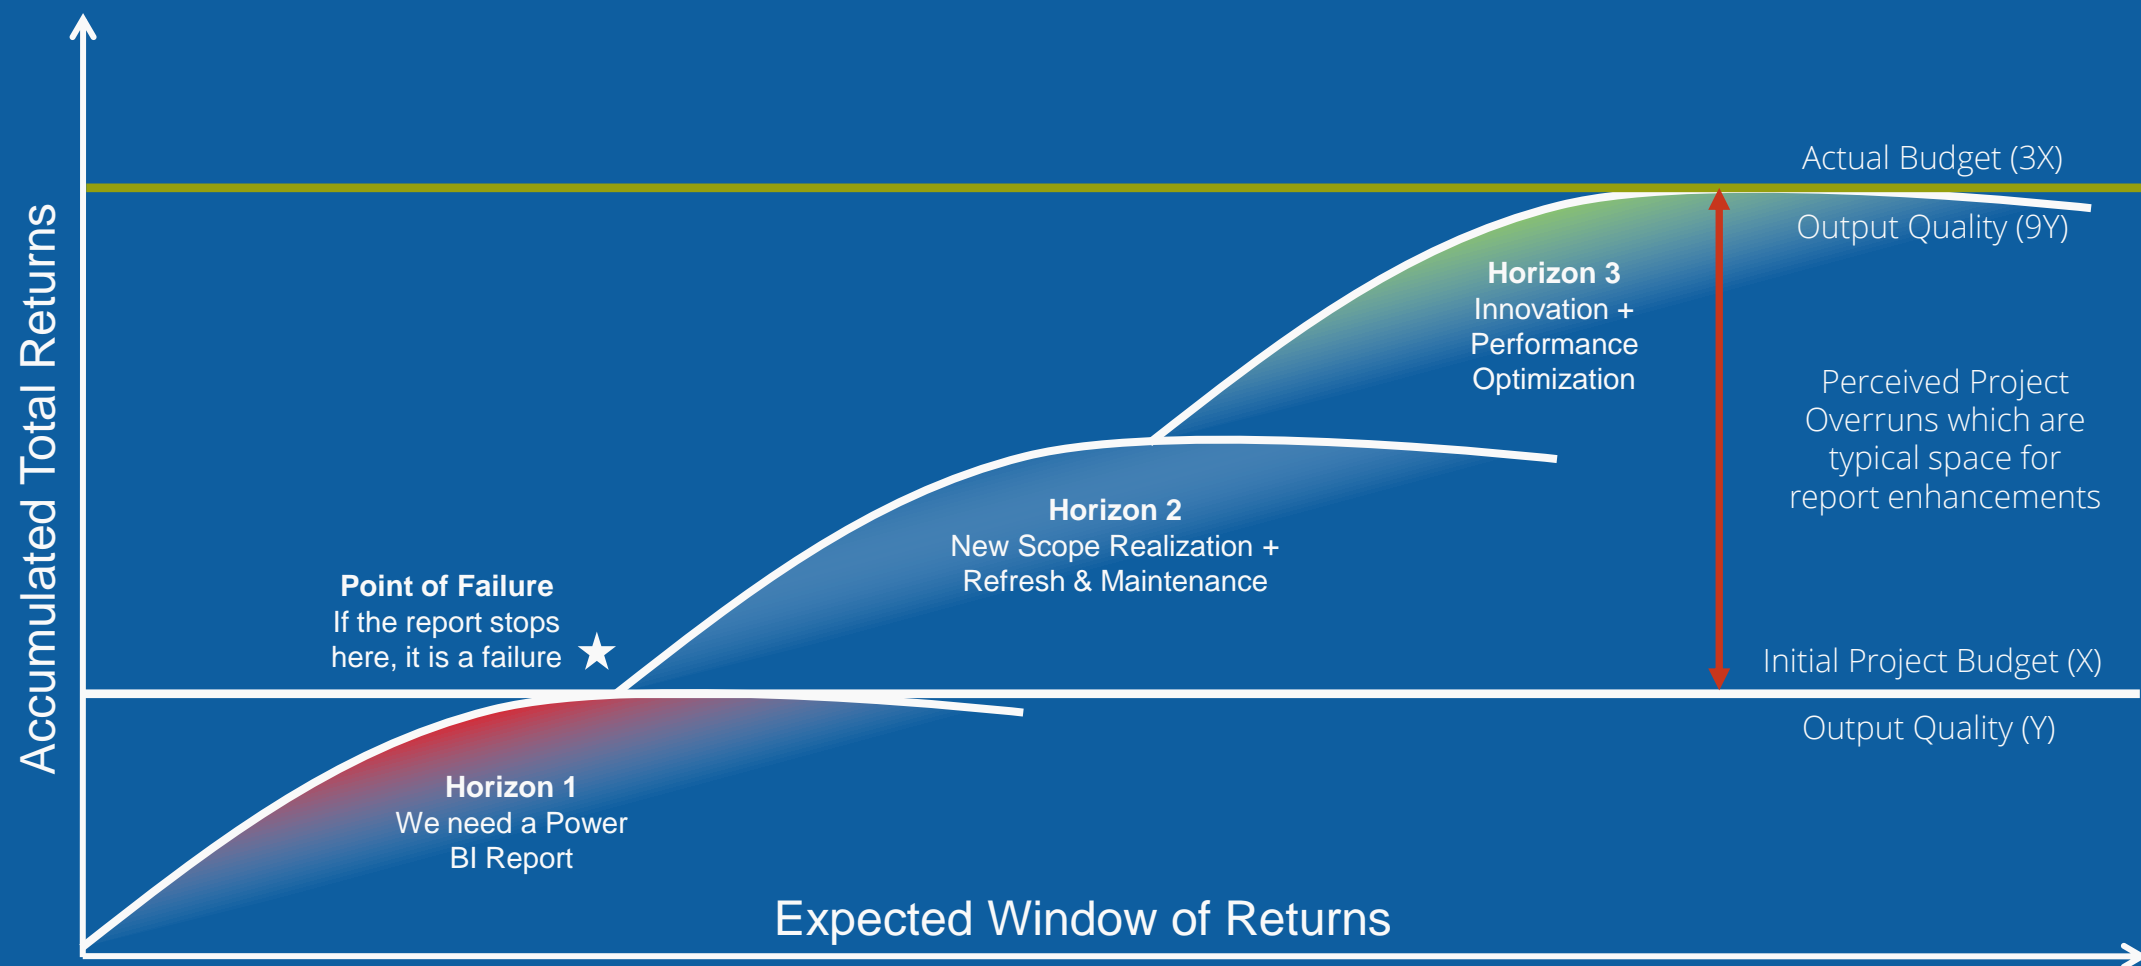 Accumulated Total Returns
Actual Budget (3X)
Output Quality (9Y)
Horizon 3
Innovation +
Performance
Optimization
Perceived Project
Overruns which are
typical space for
report enhancements
Horizon 2
New Scope Realization +
Refresh & Maintenance
Point of Failure
If the report stops
here, it is a failure
Initial Project Budget (X)
Output Quality (Y)
Horizon 1
We need a Power
BI Report
Expected Window of Returns